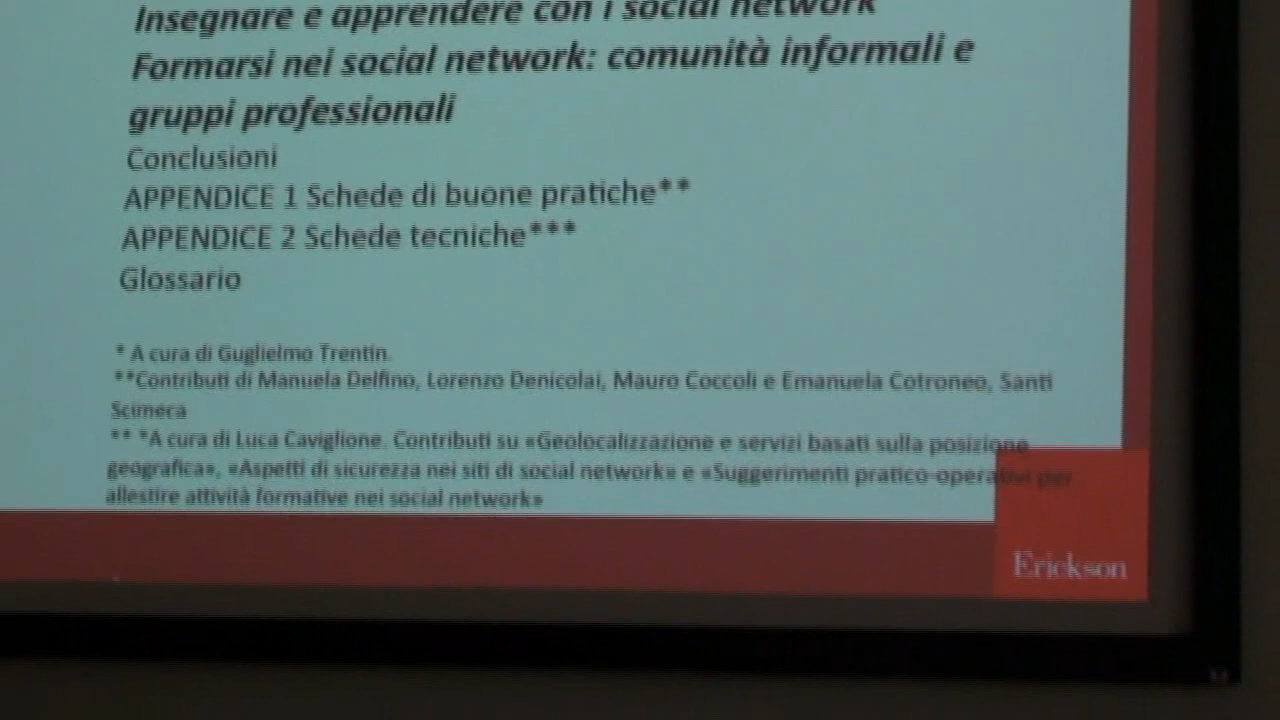 Insegnare e apprendere con i social network
Formarsi nei social network: comunità informali e
gruppi professionali
Conclusioni
APPENDICE 1 Schede di buone pratiche**
APPENDICE 2 Schede tecniche***
Glossario
* A cura di Guglielmo Trentin.
**Contributi di Manuela Delfino, Lorenzo Denicolai, Mauro Coccoli e Emanuela Cotroneo, Santi
Scimeca
** *A cura di Luca Caviglione. Contributi su «Geolocalizzazione e servizi basati sulla posizione
geografica», «Aspetti di sicurezza nei siti di social network» e «Suggerimenti pratico-operativi per
allestire attività formative nei social network»
Erickson